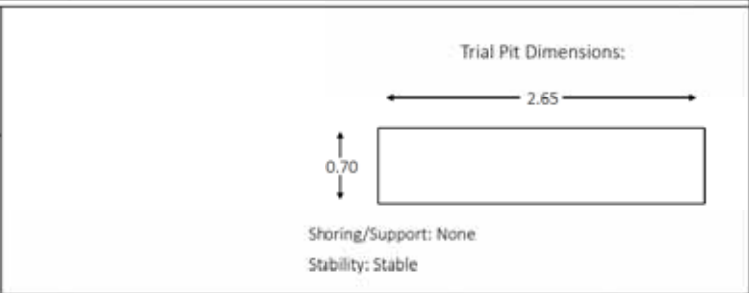 Trial Pit Dimensions:
2.65
0.70
Shoring/Support: None
Stability: Stable